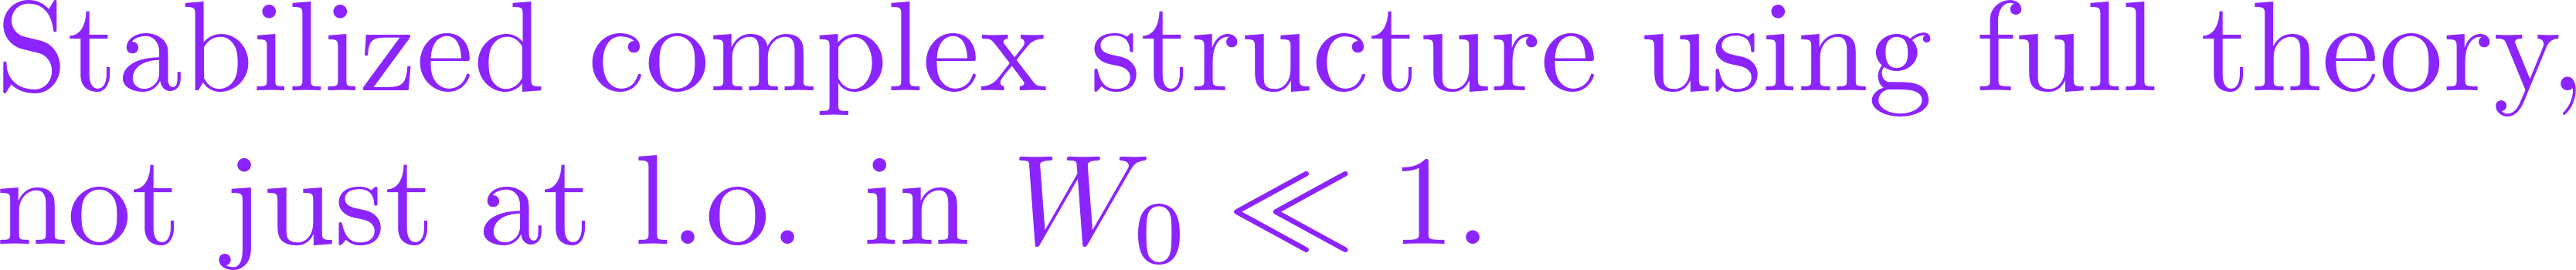 Stabilized complex structure using full theory,
not just at l.o. in W₀ ≪ 1.